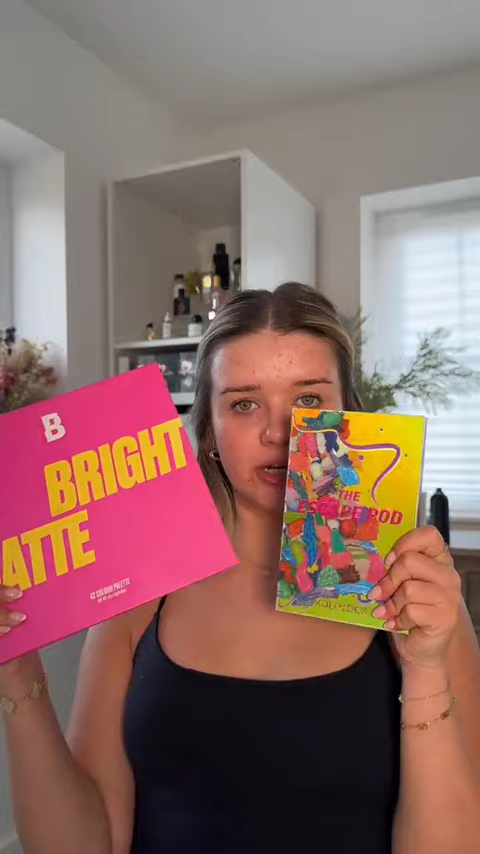 B
BRIGHT
ATTE
42 COLOUR PALETTE
THE
ESCAPE POD